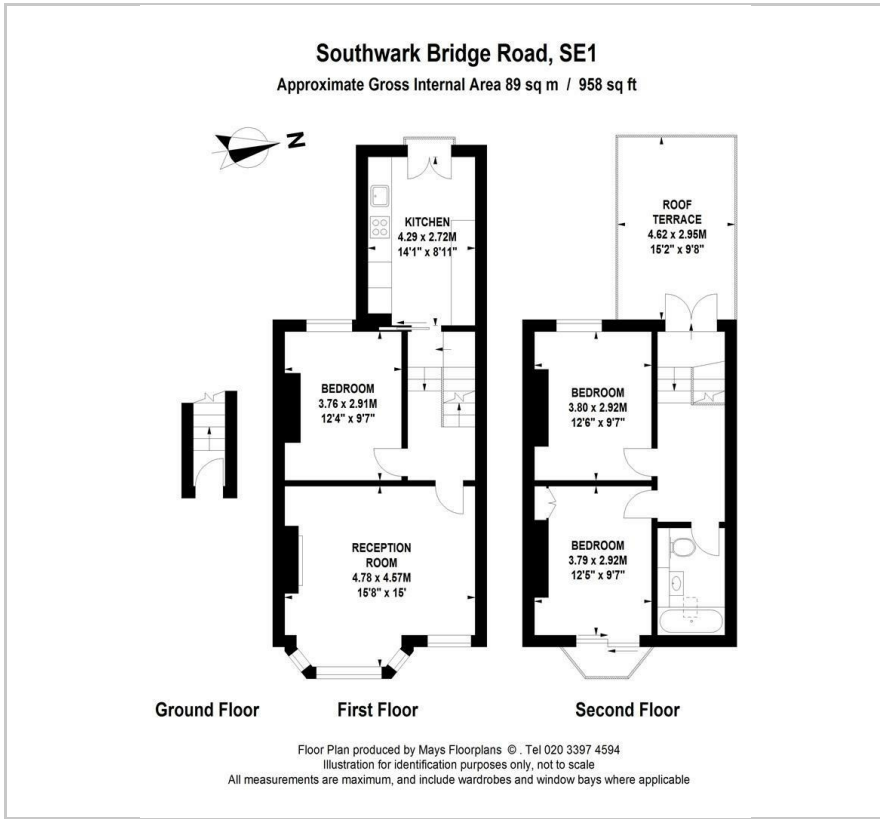 Southwark Bridge Road, SE1
Approximate Gross Internal Area 89 sq m / 958 sq ft
N
KITCHEN
4.29 x 2.72M
14'1" x 8'11"
ROOF
TERRACE
4.62 x 2.95M
15'2" x 9'8"
BEDROOM
3.76 x 2.91M
12'4" x 9'7"
BEDROOM
3.80 x 2.92M
12'6" x 9'7"
RECEPTION
ROOM
4.78 x 4.57M
15'8" x 15'
BEDROOM
3.79 x 2.92M
12'5" x 9'7"
Ground Floor
First Floor
Second Floor
Floor Plan produced by Mays Floorplans © . Tel 020 3397 4594
Illustration for identification purposes only, not to scale
All measurements are maximum, and include wardrobes and window bays where applicable